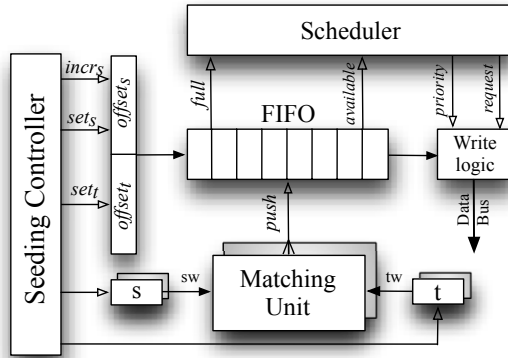 Scheduler
incrs
offsets
full
available
priority
request
FIFO
sets
Write
logic
Seeding Controller
sett
offsett
push
Data
Bus
s
sw
Matching
Unit
tw
t